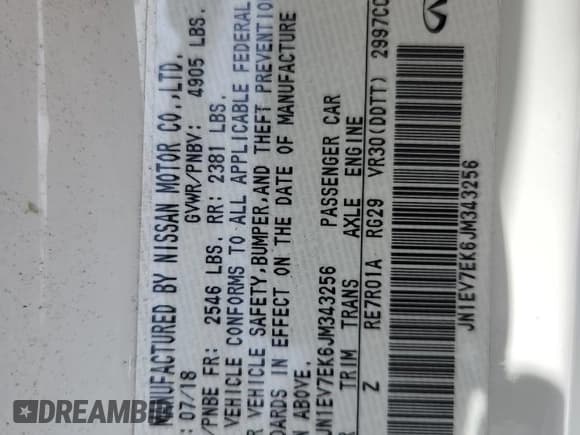 MANUFACTURED BY NISSAN MOTOR CO.,LTD.
: 07/18 GVWR/PNBV: 4905 LBS.
/PNBE FR: 2546 LBS. RR: 2381 LBS.
VEHICLE CONFORMS TO ALL APPLICABLE FEDERAL
VEHICLE SAFETY, BUMPER, AND THEFT PREVENTION
DARDS IN EFFECT ON THE DATE OF MANUFACTURE
N ABOVE.
JN1EV7EK6JM343256 PASSENGER CAR
R TRIM TRANS AXLE ENGINE
Z RE7R01A RG29 VR30(DDTT) 2997CC
JN1EV7EK6JM343256
DREAMBID